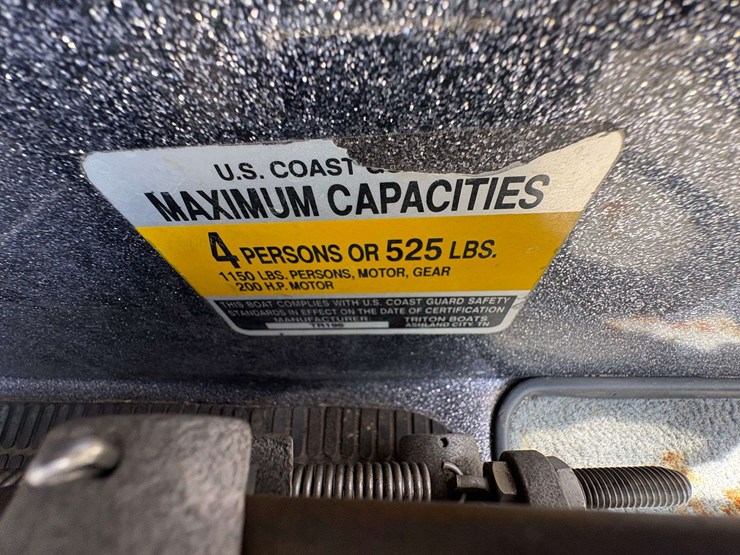 U.S. COAST
MAXIMUM CAPACITIES
4 PERSONS OR 525 LBS.
1150 LBS. PERSONS, MOTOR, GEAR
200 H.P. MOTOR
THIS BOAT COMPLIES WITH U.S. COAST GUARD SAFETY
STANDARDS IN EFFECT ON THE DATE OF CERTIFICATION
MANUFACTURER: TRITON BOATS
TR196 ASHLAND CITY, TN